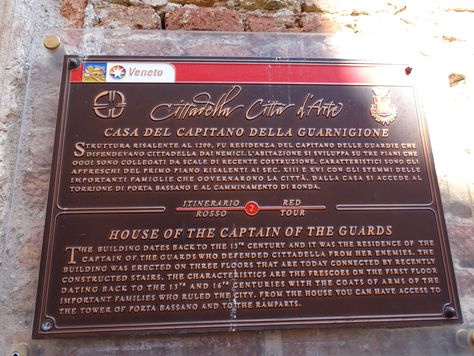 Veneto
Cittadella Citta' d'Arte
CASA DEL CAPITANO DELLA GUARNIGIONE
STRUTTURA RISALENTE AL 1200, FU RESIDENZA DEL CAPITANO DELLE GUARDIE CHE
DIFENDEVANO CITTADELLA DAI NEMICI. L'ABITAZIONE SI SVILUPPA SU TRE PIANI CHE
OGGI SONO COLLEGATI DA SCALE DI RECENTE COSTRUZIONE. CARATTERISTICI SONO GLI
AFFRESCHI DEL PRIMO PIANO RISALENTI AI SEC. XIII E XVI CON GLI STEMMI DELLE
IMPORTANTI FAMIGLIE CHE GOVERNARONO LA CITTÀ. DALLA CASA SI ACCEDE AL
TORRIONE DI PORTA BASSANO E AL CAMMINAMENTO DI RONDA.
ITINERARIO RED
ROSSO 2 TOUR
HOUSE OF THE CAPTAIN OF THE GUARDS
THE BUILDING DATES BACK TO THE 13TH CENTURY AND IT WAS THE RESIDENCE OF THE
CAPTAIN OF THE GUARDS WHO DEFENDED CITTADELLA FROM HER ENEMIES. THE
BUILDING WAS ERECTED ON THREE FLOORS THAT ARE TODAY CONNECTED BY RECENTLY
CONSTRUCTED STAIRS. THE CHARACTERISTICS ARE THE FRESCOES ON THE FIRST FLOOR
DATING BACK TO THE 13TH AND 16TH CENTURIES WITH THE COATS OF ARMS OF THE
IMPORTANT FAMILIES WHO RULED THE CITY. FROM THE HOUSE YOU CAN HAVE ACCESS TO
THE TOWER OF PORTA BASSANO AND TO THE RAMPARTS.